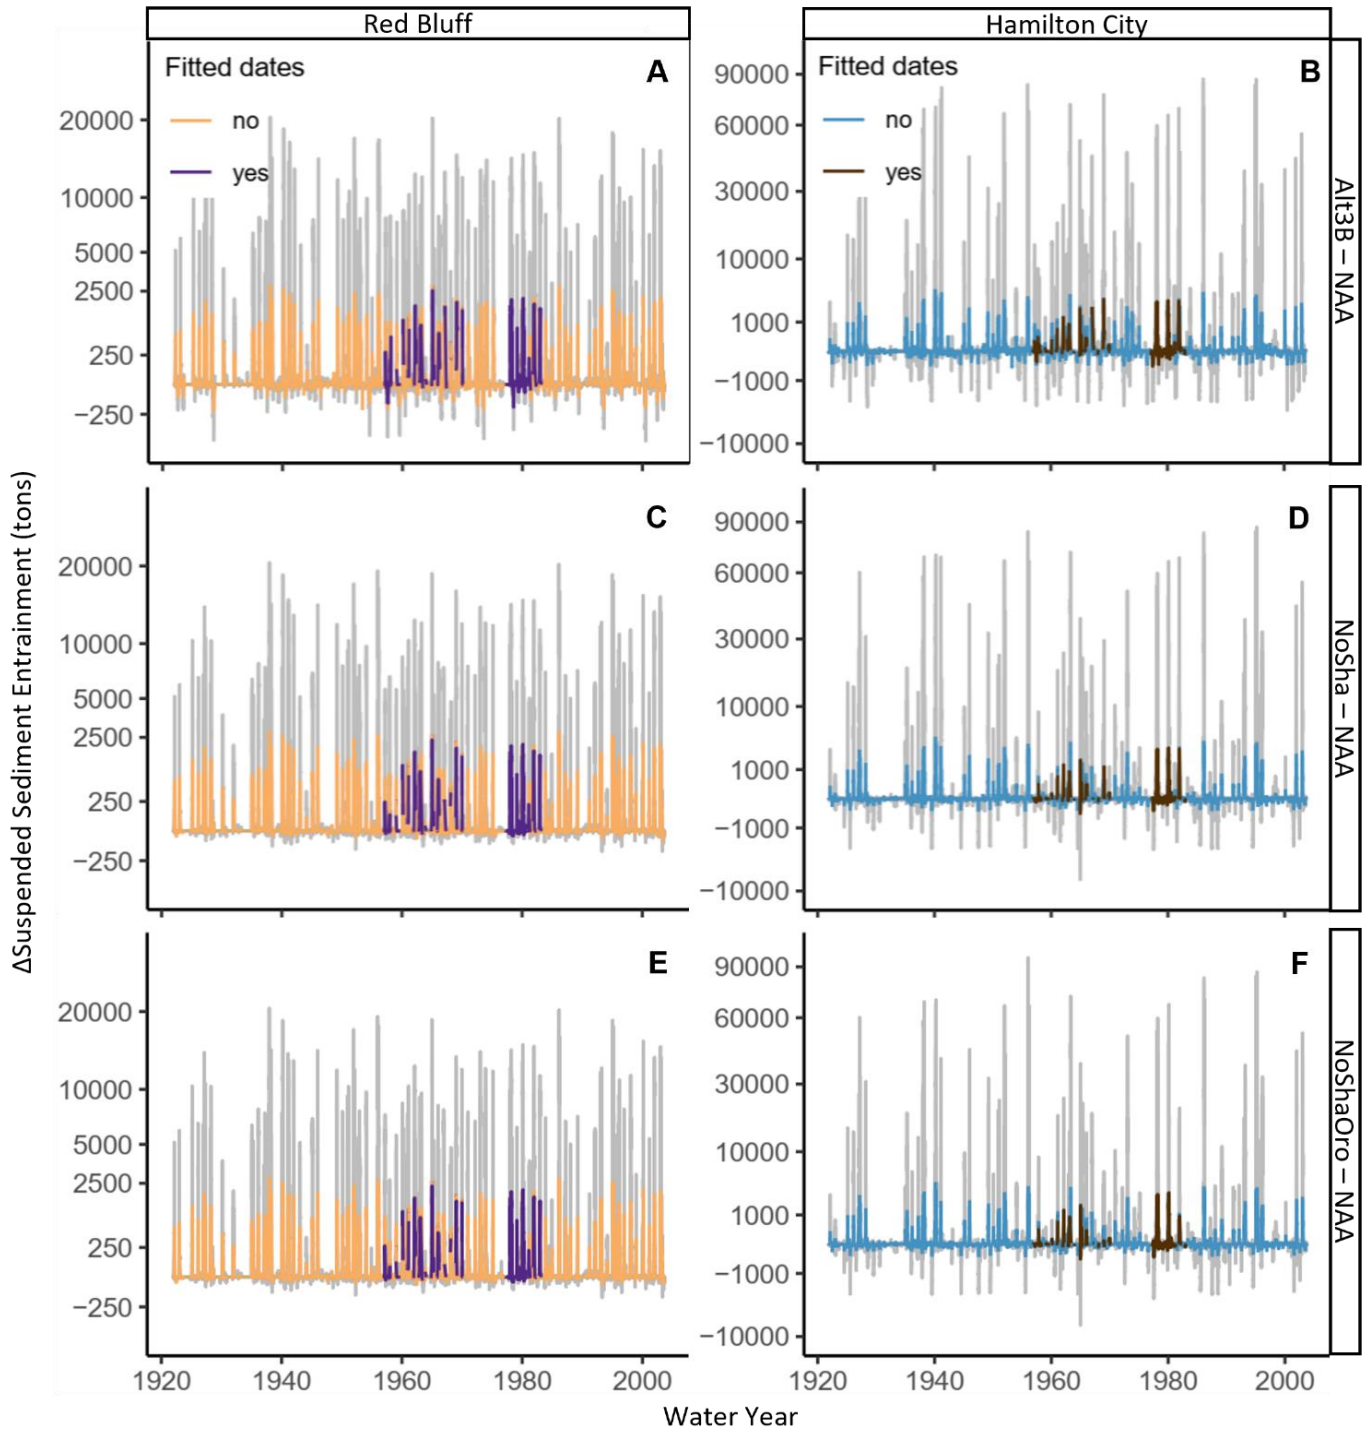 Red Bluff
Hamilton City
Fitted dates
A
no
yes
20000
10000
5000
2500
250
−250
Fitted dates
B
no
yes
90000
60000
30000
10000
1000
−1000
−10000
Alt3B – NAA
C
20000
10000
5000
2500
250
−250
D
90000
60000
30000
10000
1000
−1000
−10000
NoSha – NAA
E
20000
10000
5000
2500
250
−250
F
90000
60000
30000
10000
1000
−1000
−10000
NoShaOro – NAA
1920 1940 1960 1980 2000
1920 1940 1960 1980 2000
ΔSuspended Sediment Entrainment (tons)
Water Year